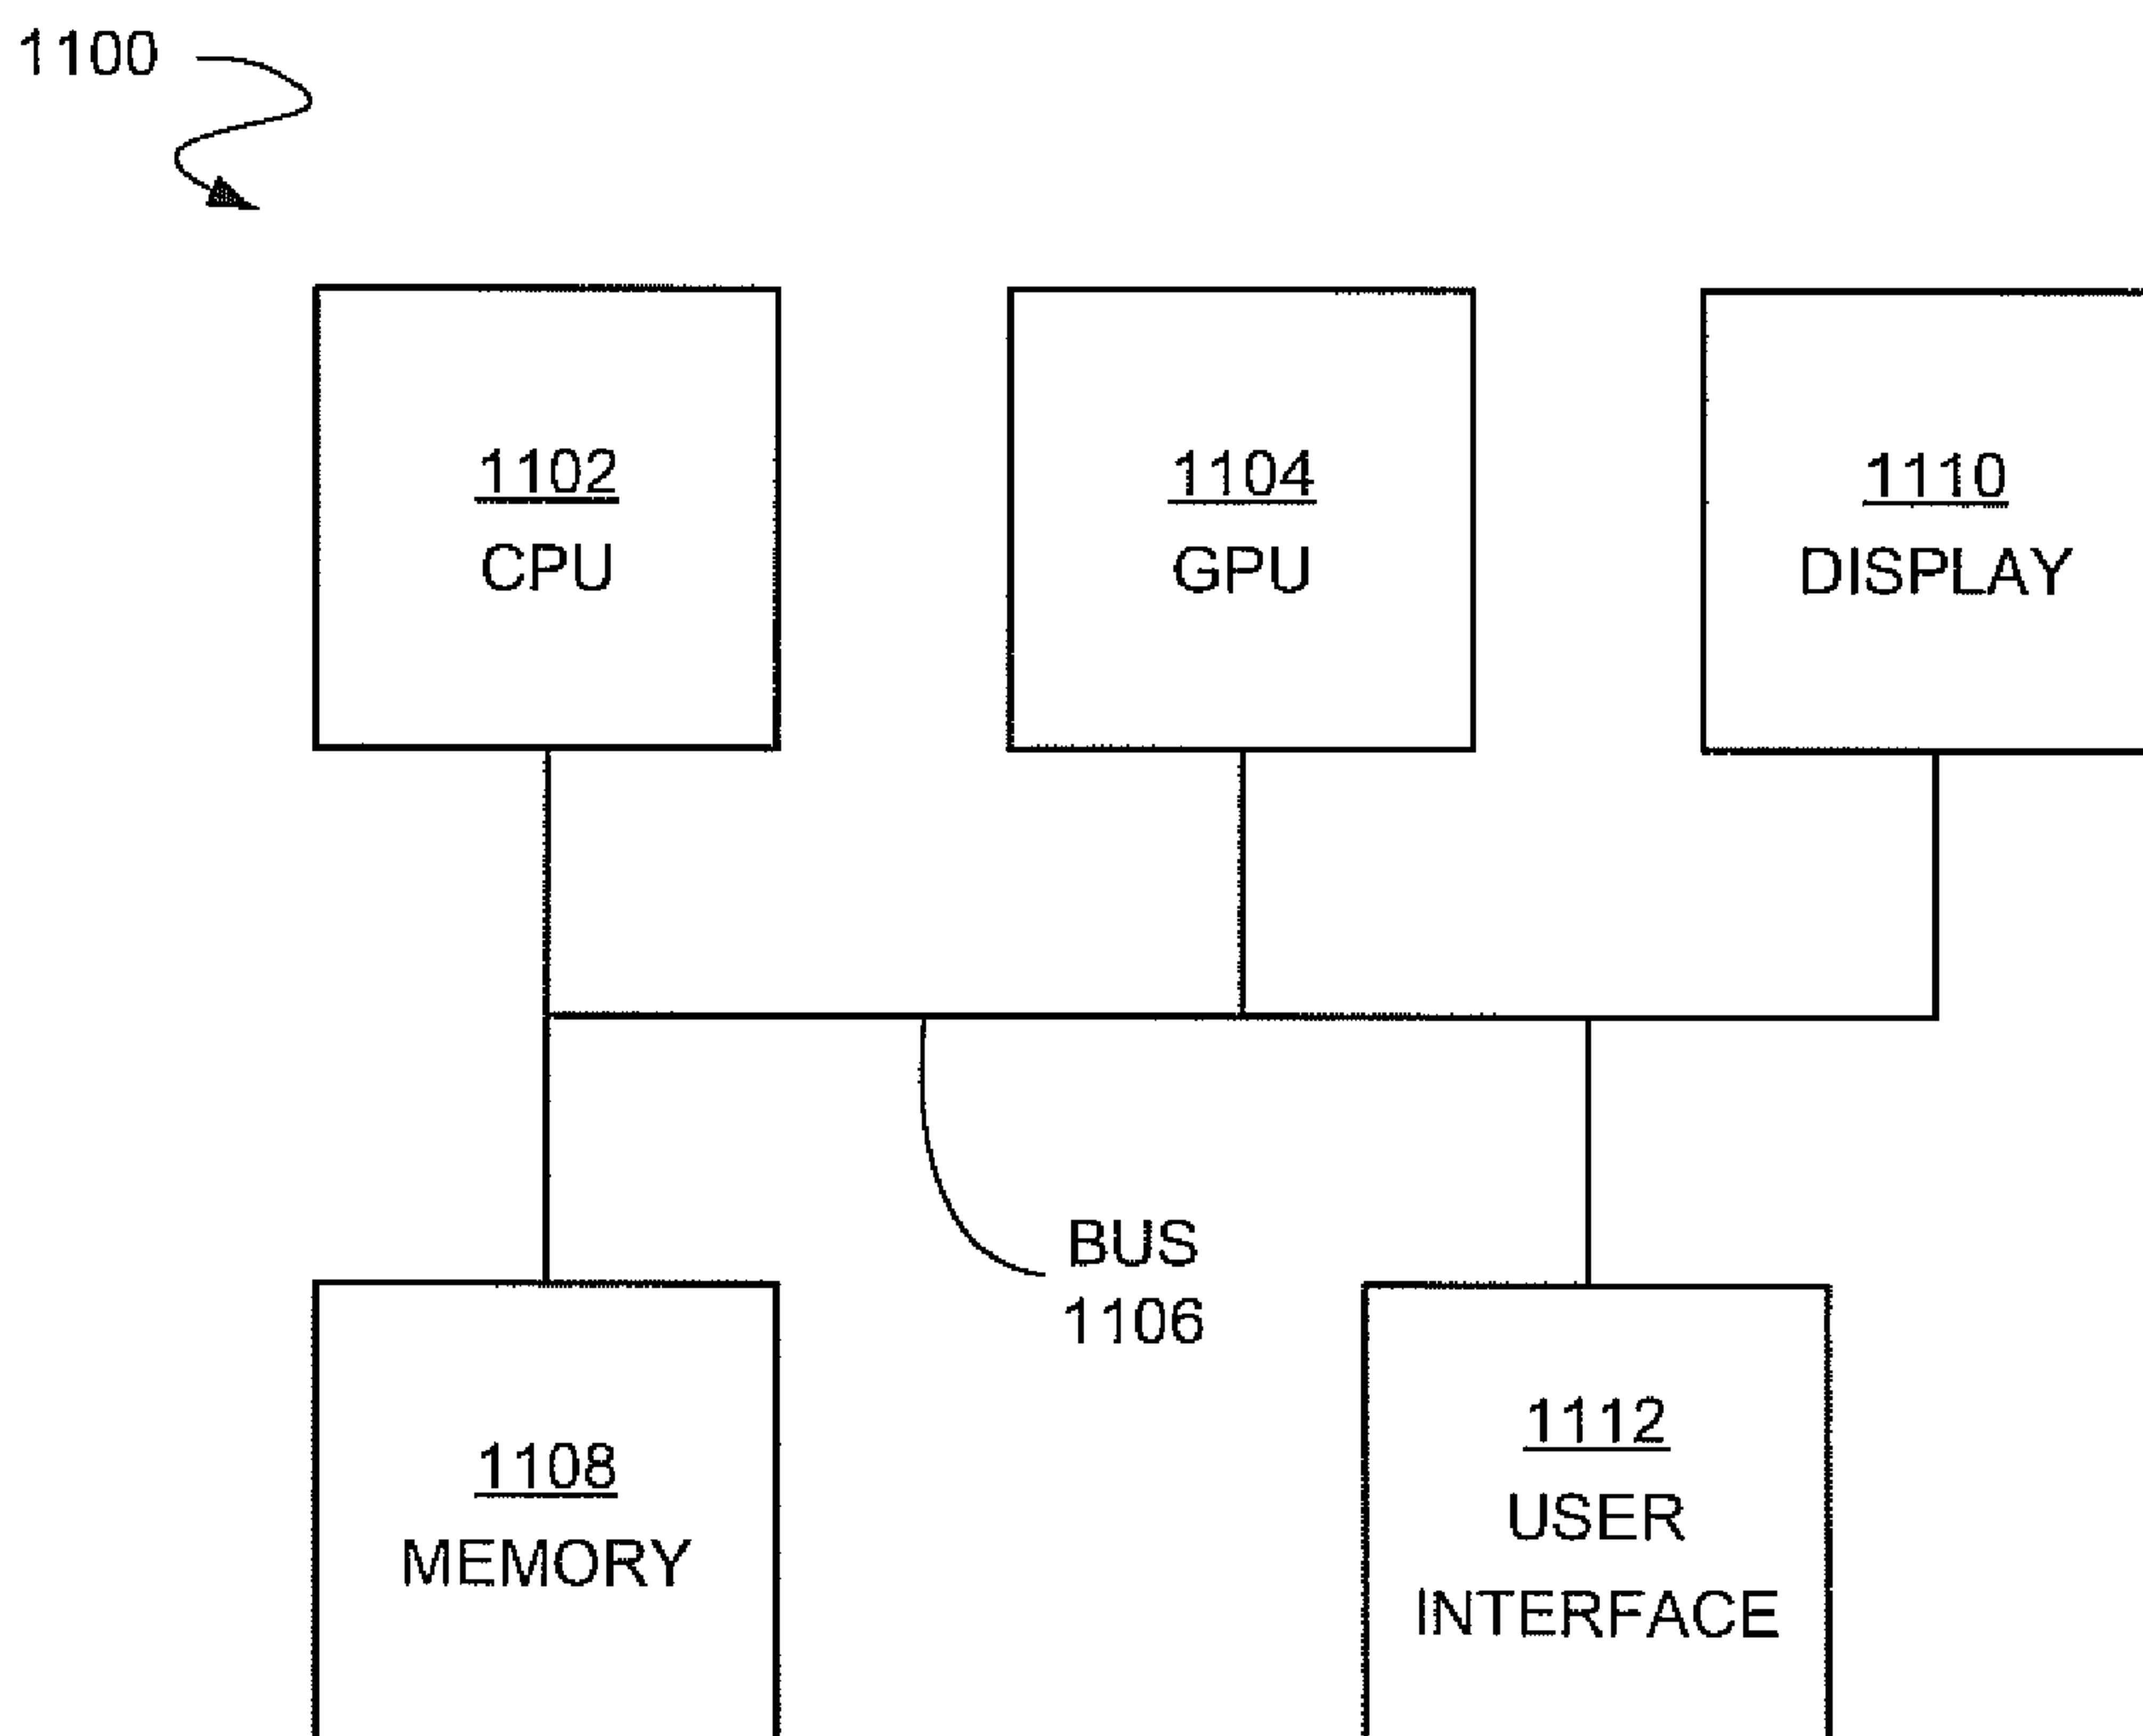 1100
1102
CPU
1104
GPU
1110
DISPLAY
BUS
1106
1108
MEMORY
1112
USER
INTERFACE